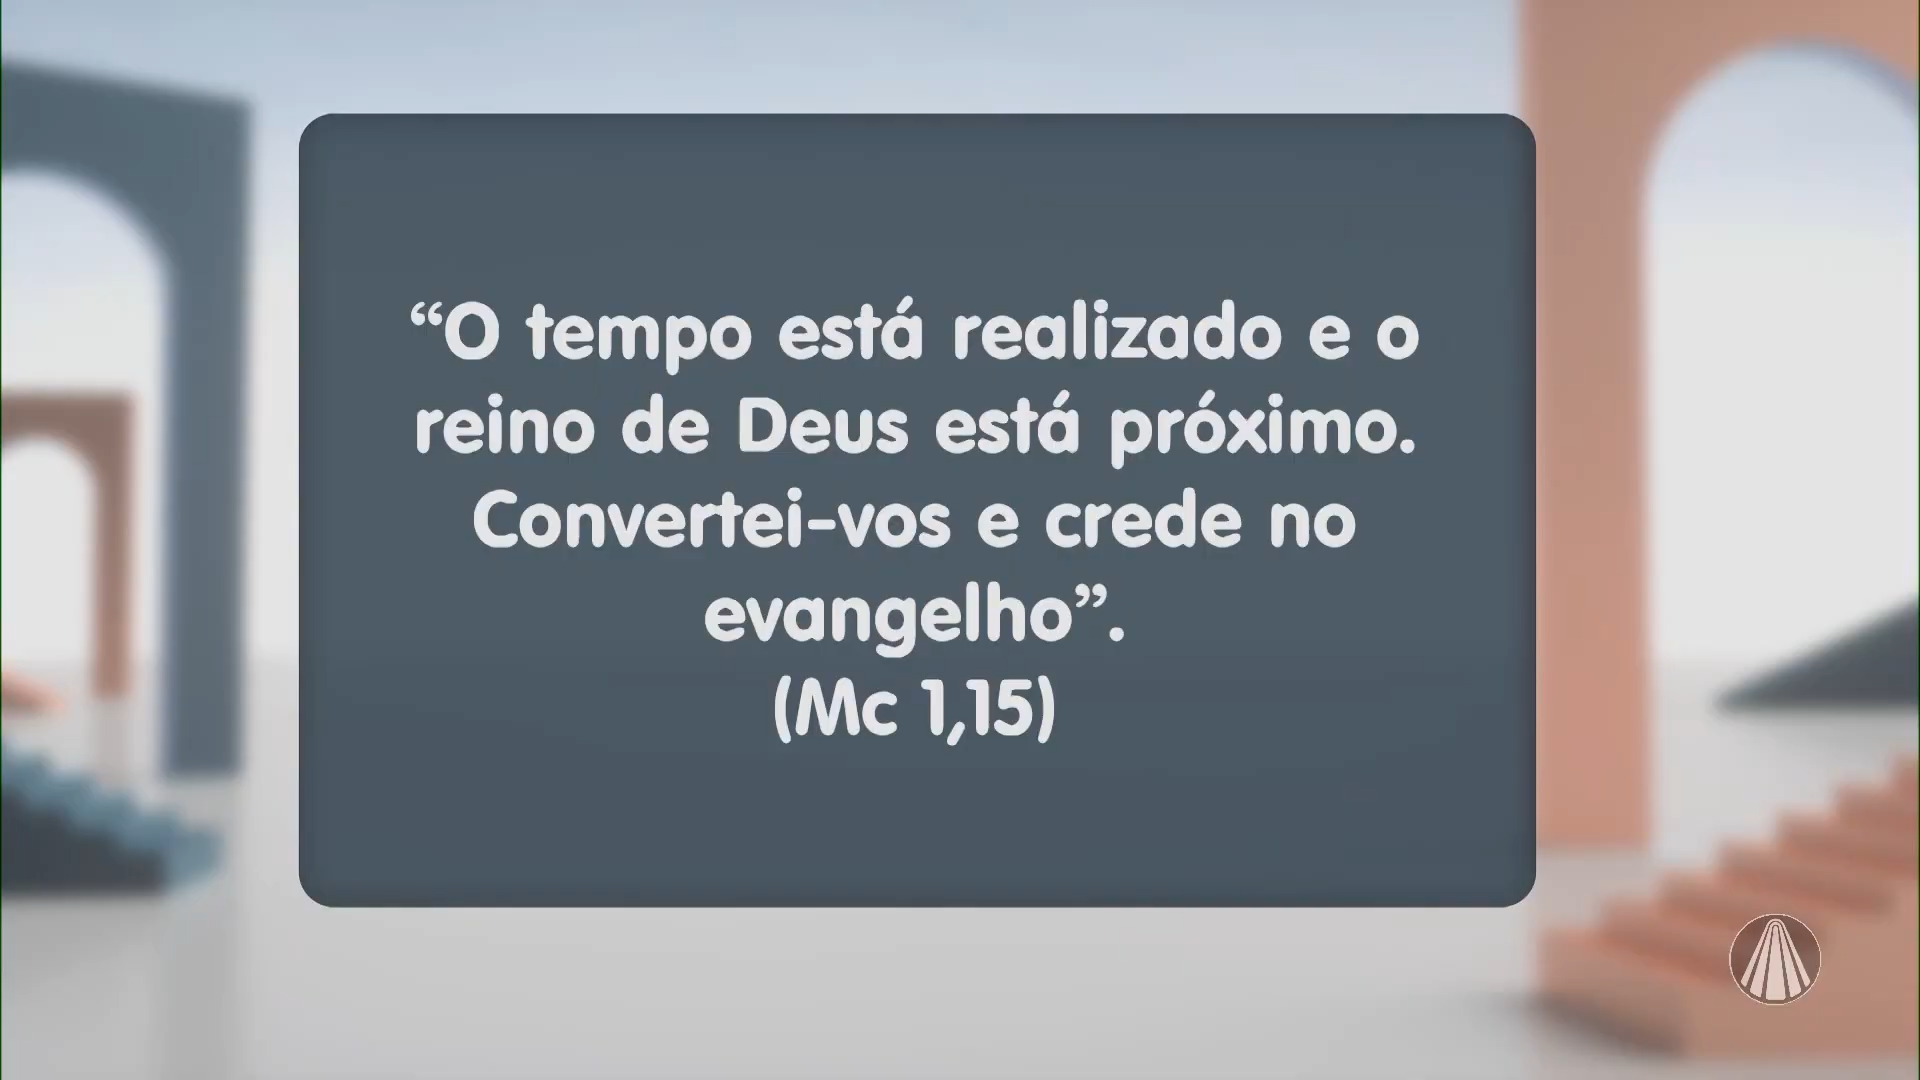 “O tempo está realizado e o
reino de Deus está próximo.
Convertei-vos e crede no
evangelho”.
(Mc 1,15)